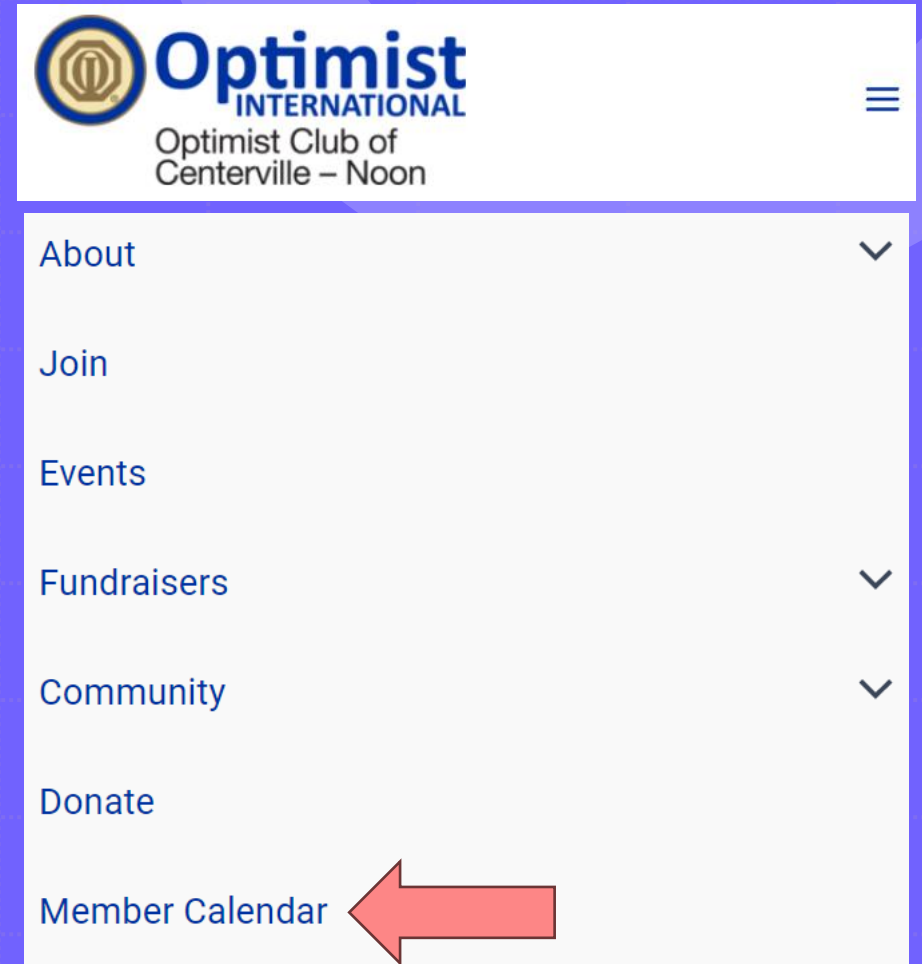 Optimist
INTERNATIONAL
Optimist Club of
Centerville – Noon
About
Join
Events
Fundraisers
Community
Donate
Member Calendar